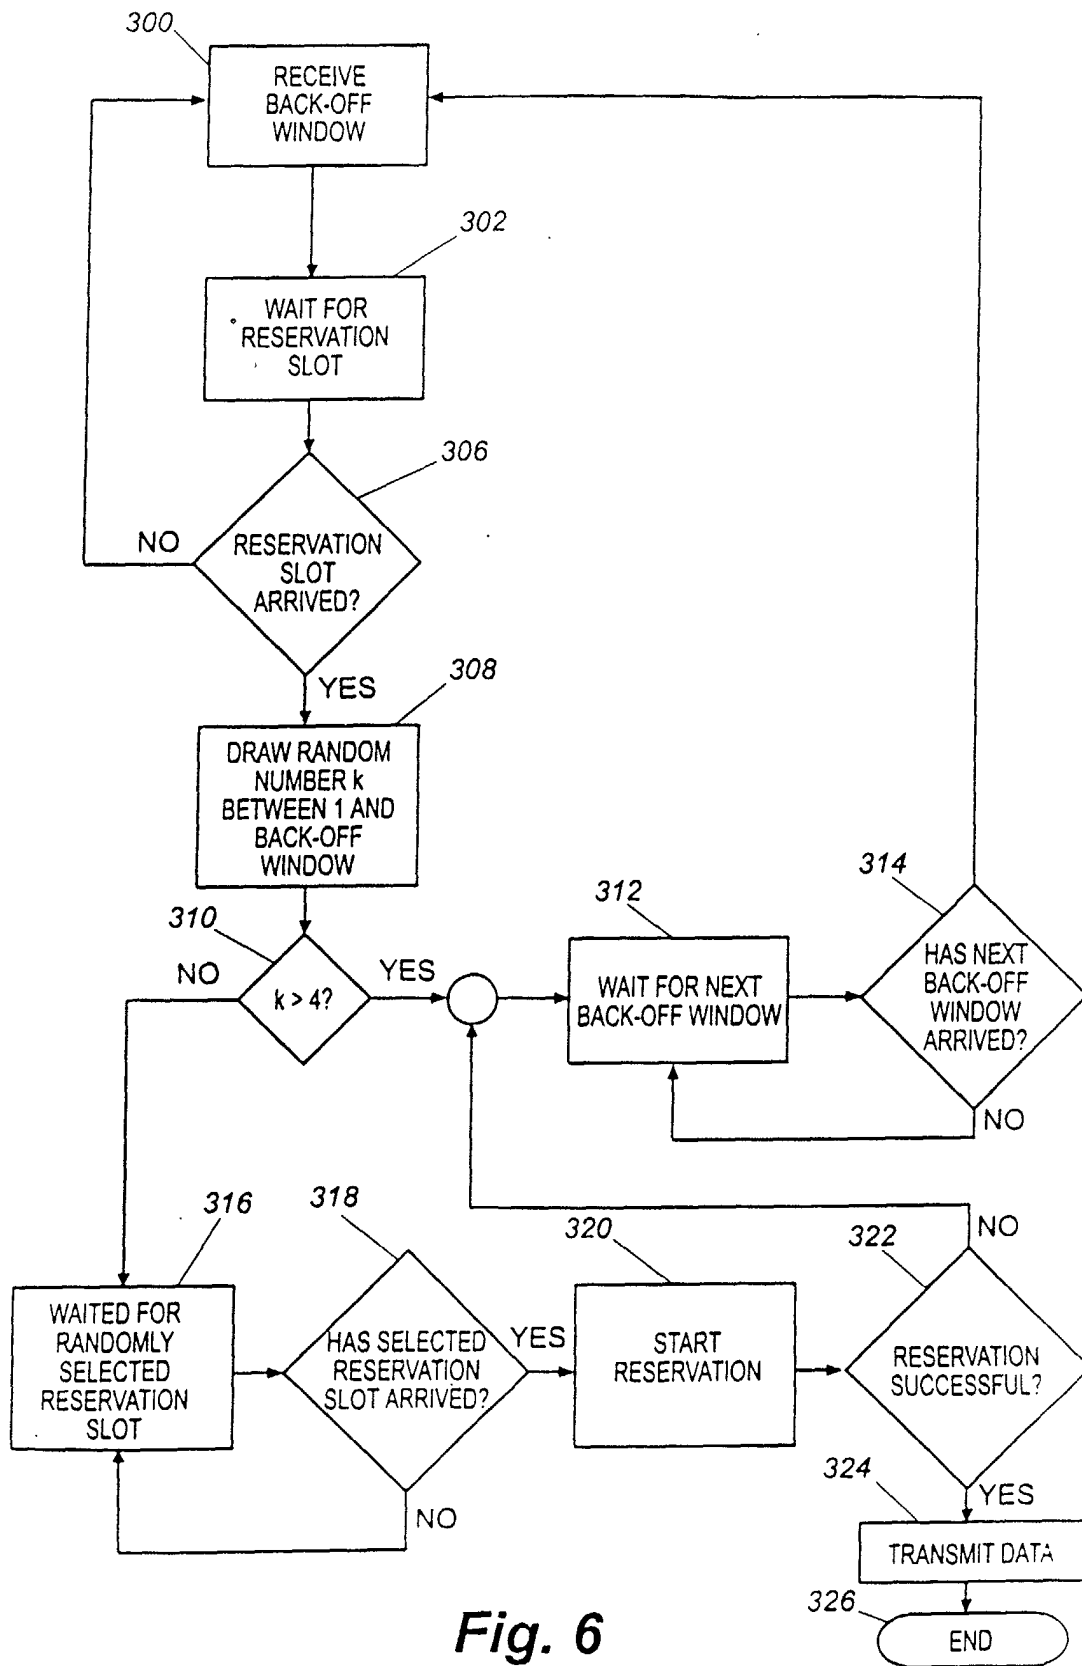 300
RECEIVE
BACK-OFF
WINDOW
302
WAIT FOR
RESERVATION
SLOT
306
RESERVATION
SLOT
ARRIVED?
NO
YES
308
DRAW RANDOM
NUMBER k
BETWEEN 1 AND
BACK-OFF
WINDOW
310
k > 4?
NO
YES
312
WAIT FOR NEXT
BACK-OFF WINDOW
314
HAS NEXT
BACK-OFF
WINDOW
ARRIVED?
NO
316
WAITED FOR
RANDOMLY
SELECTED
RESERVATION
SLOT
318
HAS SELECTED
RESERVATION
SLOT ARRIVED?
NO
YES
320
START
RESERVATION
322
RESERVATION
SUCCESSFUL?
NO
YES
324
TRANSMIT DATA
326
END
Fig. 6